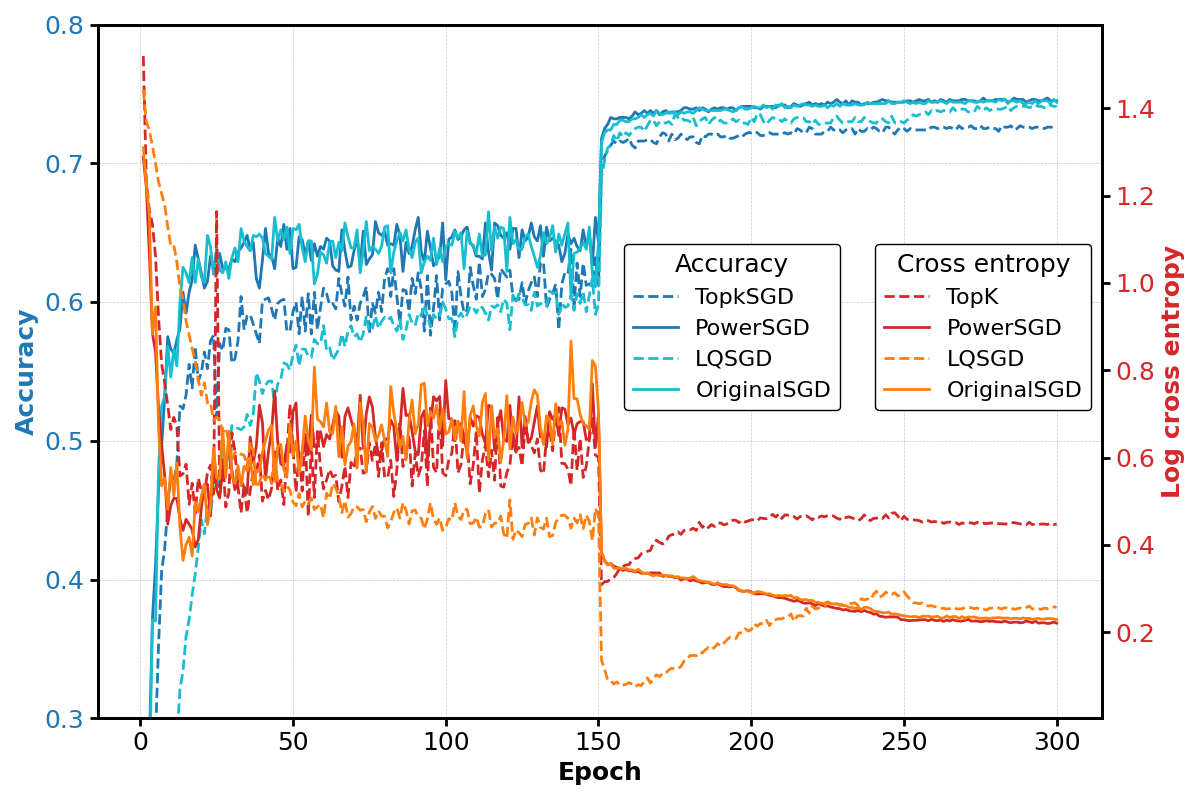 0.8
0.7
0.6
0.5
0.4
0.3
Accuracy
1.4
1.2
1.0
0.8
0.6
0.4
0.2
Log cross entropy
Accuracy
TopkSGD
PowerSGD
LQSGD
OriginalSGD
Cross entropy
TopK
PowerSGD
LQSGD
OriginalSGD
0 50 100 150 200 250 300
Epoch